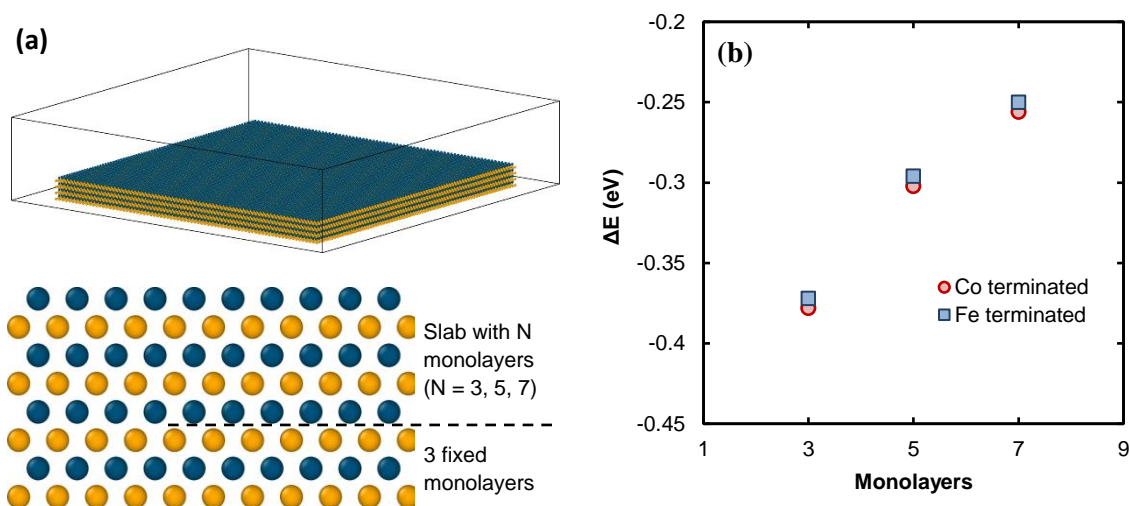 (a)
Slab with N
monolayers
(N = 3, 5, 7)
3 fixed
monolayers
(b)
ΔE (eV)
-0.2
-0.25
-0.3
-0.35
-0.4
-0.45
Co terminated
Fe terminated
1
3
5
7
9
Monolayers